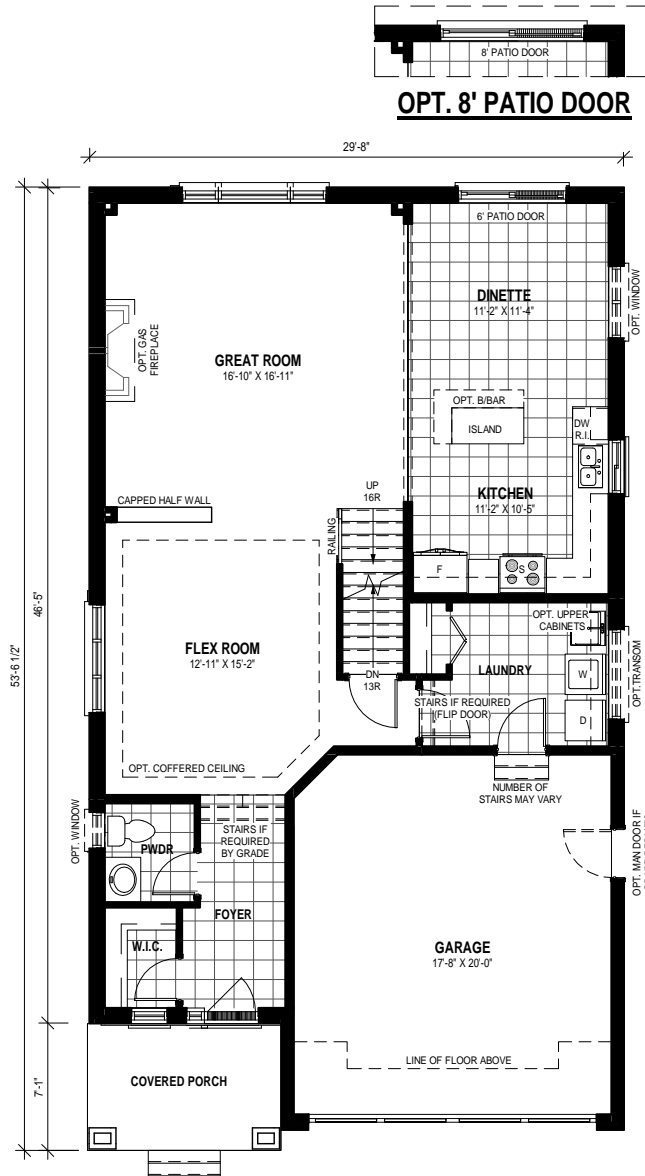 8' PATIO DOOR
OPT. 8' PATIO DOOR
29'-8"
6' PATIO DOOR
DINETTE
11'-2" X 11'-4"
OPT. WINDOW
OPT. GAS
FIREPLACE
GREAT ROOM
16'-10" X 16'-11"
OPT. B/BAR
ISLAND
DW
R.I.
UP
16R
KITCHEN
11'-2" X 10'-5"
CAPPED HALF WALL
RAILING
F
S
46'-5"
53'-6 1/2"
FLEX ROOM
12'-11" X 15'-2"
OPT. UPPER
CABINETS
LAUNDRY
W
D
OPT.TRANSOM
DN
13R
STAIRS IF REQUIRED
(FLIP DOOR)
OPT. COFFERED CEILING
NUMBER OF
STAIRS MAY VARY
OPT. WINDOW
PWDR
STAIRS IF
REQUIRED
BY GRADE
OPT. MAN DOOR IF
FOYER
W.I.C.
GARAGE
17'-8" X 20'-0"
LINE OF FLOOR ABOVE
7'-1"
COVERED PORCH